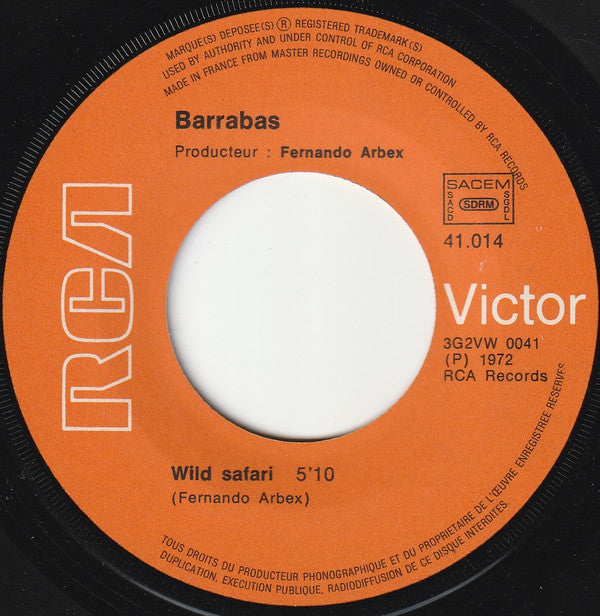 MARQUE(S) DEPOSEE(S) ® REGISTERED TRADEMARK(S)
USED BY AUTHORITY AND UNDER CONTROL OF RCA CORPORATION
MADE IN FRANCE FROM MASTER RECORDINGS OWNED OR CONTROLLED BY RCA RECORDS
Barrabas
Producteur : Fernando Arbex
SACEM
SACD
SDRM
SGDL
41.014
RCA
Victor
3G2VW 0041
(P) 1972
RCA Records
Wild safari 5'10
(Fernando Arbex)
TOUS DROITS DU PRODUCTEUR PHONOGRAPHIQUE ET DU PROPRIETAIRE DE L'ŒUVRE ENREGISTREE RESERVES
DUPLICATION, EXECUTION PUBLIQUE, RADIODIFFUSION DE CE DISQUE INTERDITES.